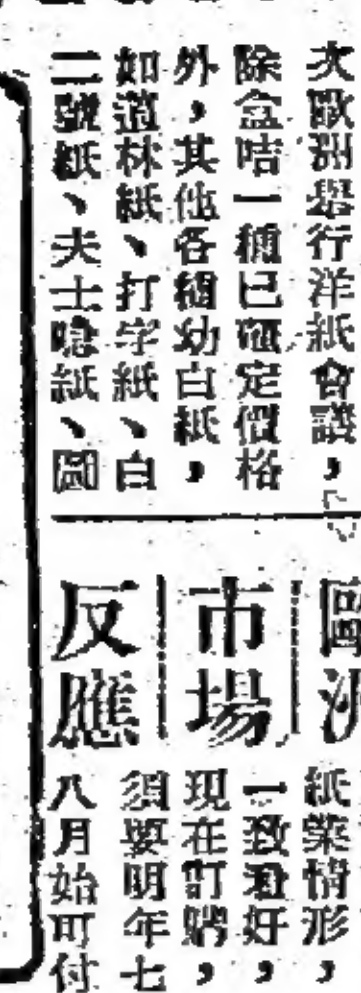 次歐洲舉行洋紙會議，
除盒咭一種已確定價格
外，其他各種幼白紙，
如道林紙、打字紙、白
二號紙、夫士噹紙、圖
歐洲
市場
反應
紙業情形，
一致看好，
現在訂購，
須要明年七
八月始可付